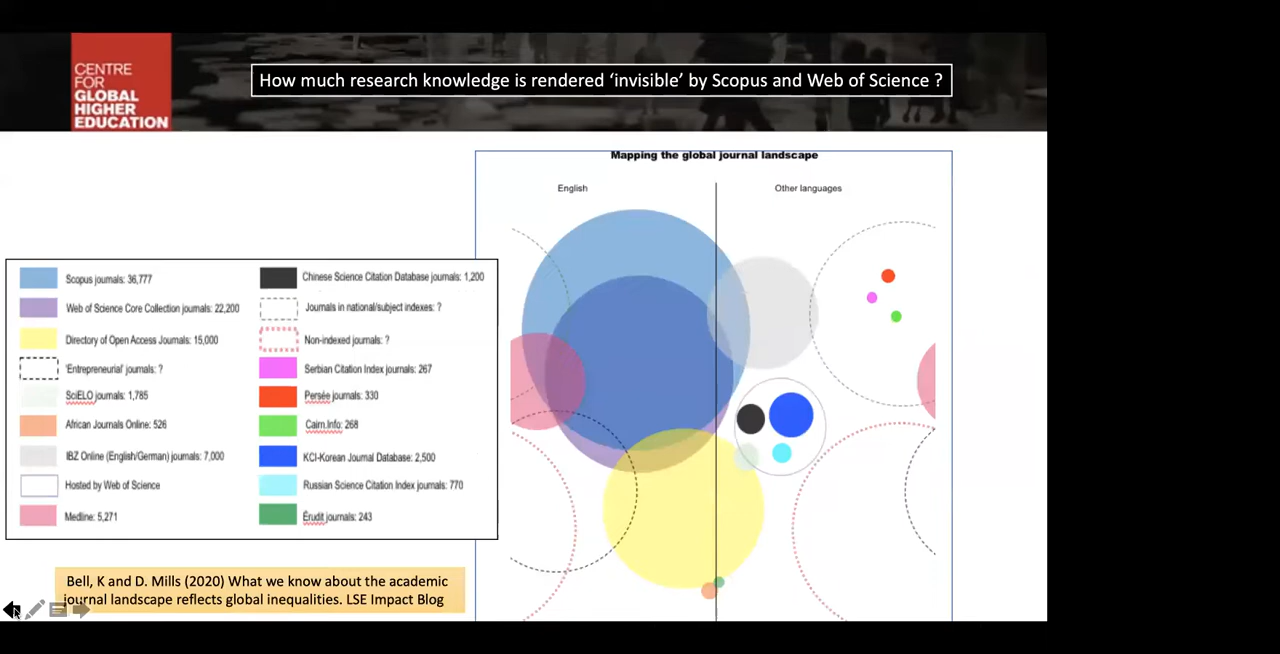 CENTRE
FOR
GLOBAL
HIGHER
EDUCATION
How much research knowledge is rendered ‘invisible’ by Scopus and Web of Science ?
Mapping the global journal landscape
English
Other languages
Scopus journals: 36,777
Web of Science Core Collection journals: 22,200
Directory of Open Access Journals: 15,000
'Entrepreneurial' journals: ?
SciELO journals: 1,785
African Journals Online: 526
IBZ Online (English/German) journals: 7,000
Hosted by Web of Science
Medline: 5,271
Chinese Science Citation Database journals: 1,200
Journals in national/subject indexes: ?
Non-indexed journals: ?
Serbian Citation Index journals: 267
Persée journals: 330
Cairn.Info: 268
KCI-Korean Journal Database: 2,500
Russian Science Citation Index journals: 770
Érudit journals: 243
Bell, K and D. Mills (2020) What we know about the academic
journal landscape reflects global inequalities. LSE Impact Blog